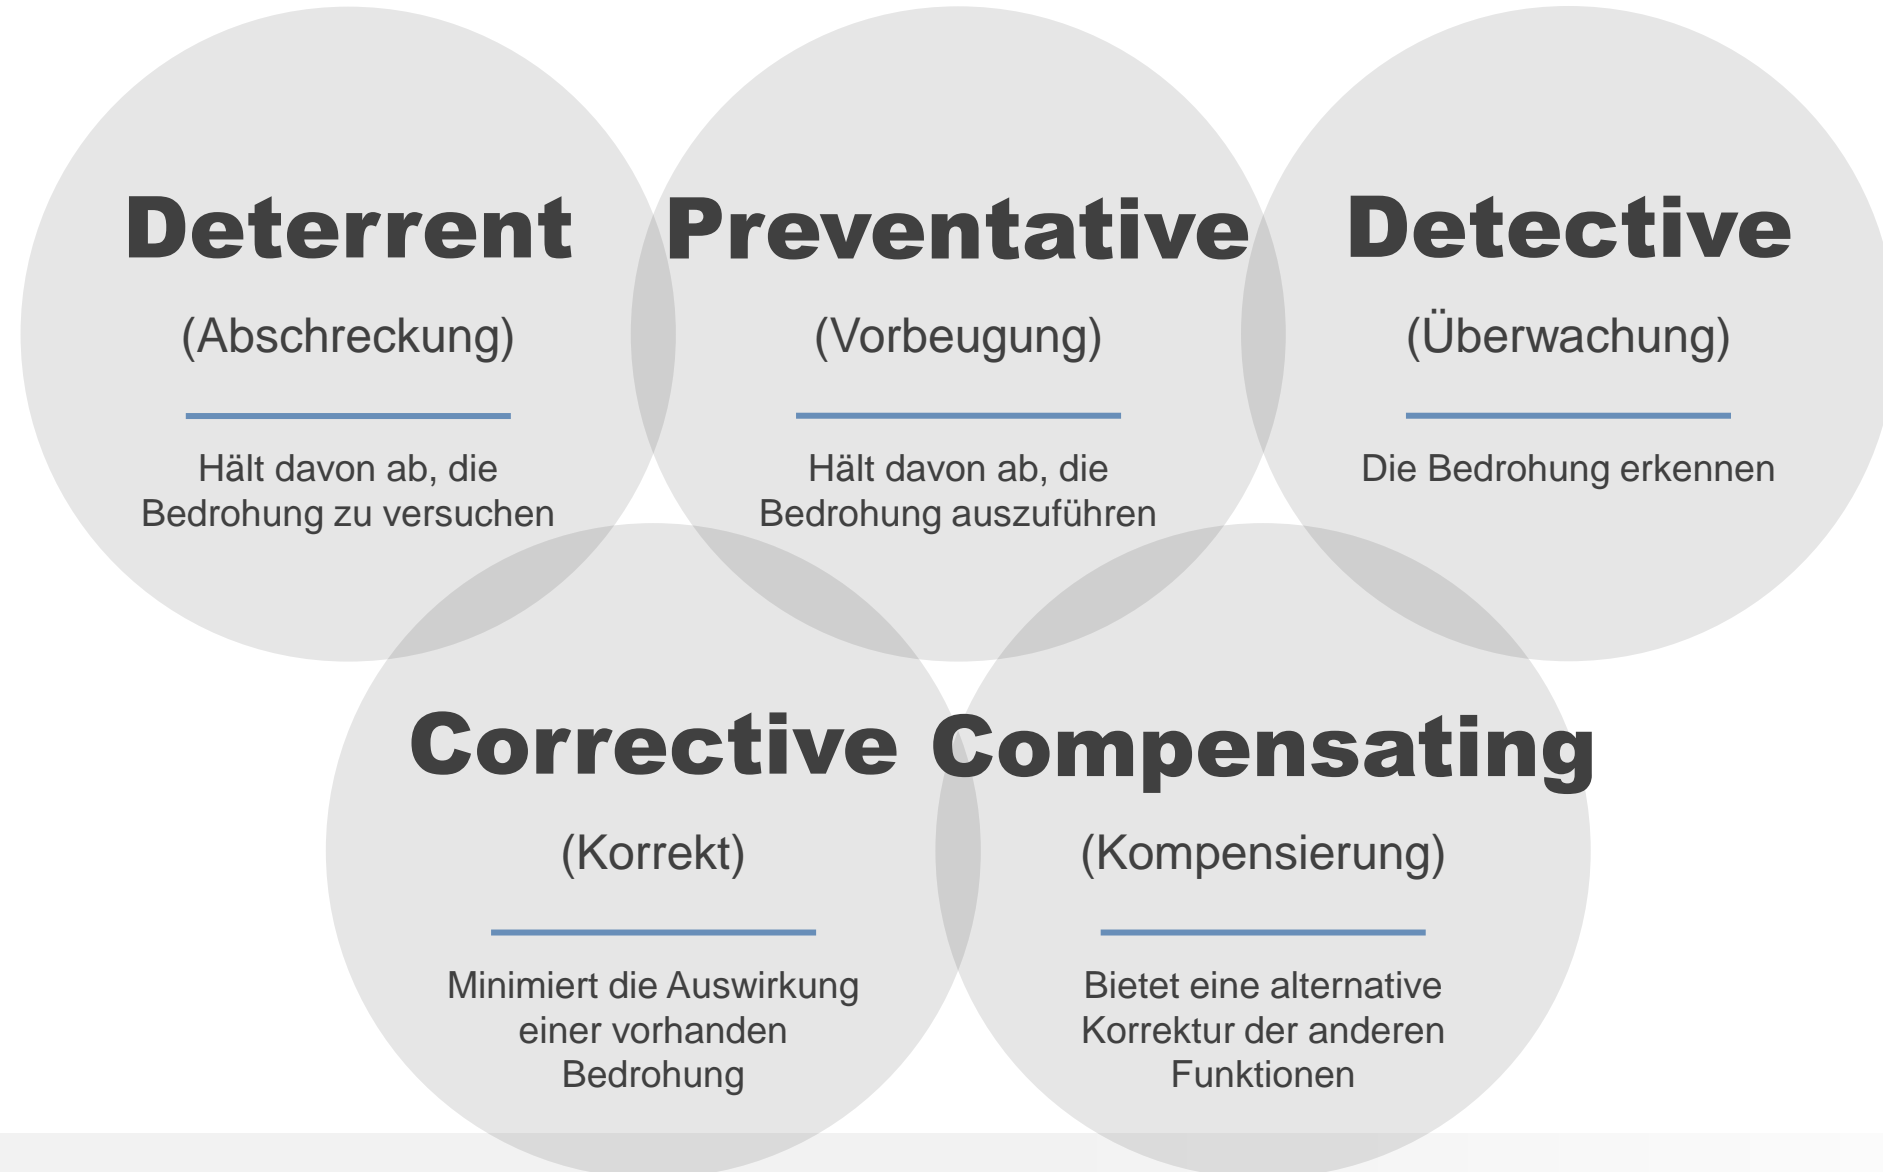 Deterrent
(Abschreckung)
Hält davon ab, die
Bedrohung zu versuchen
Preventative
(Vorbeugung)
Hält davon ab, die
Bedrohung auszuführen
Detective
(Überwachung)
Die Bedrohung erkennen
Corrective
(Korrekt)
Minimiert die Auswirkung
einer vorhanden
Bedrohung
Compensating
(Kompensierung)
Bietet eine alternative
Korrektur der anderen
Funktionen